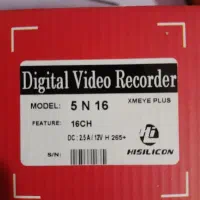 Digital Video Recorder
MODEL: 5 N 16 XMEYE PLUS
FEATURE: 16CH
DC : 2.5A / 12V H 265+
S/N:
HISILICON